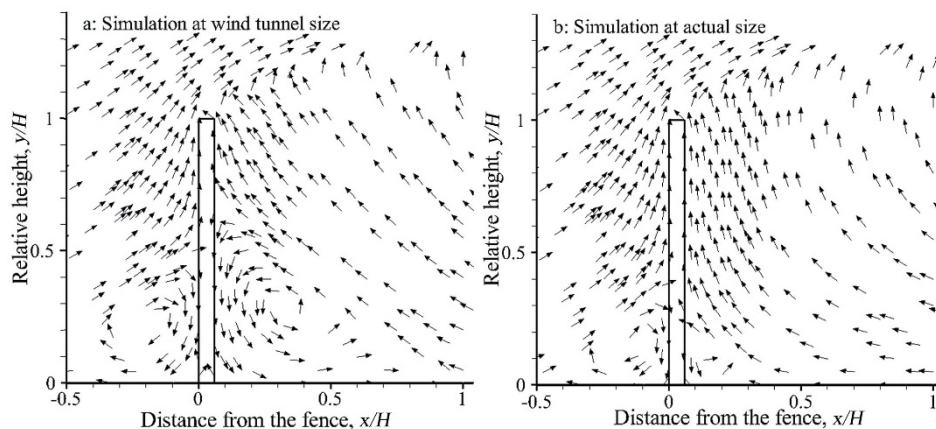 a: Simulation at wind tunnel size
Relative height, y/H
1
0.5
0
-0.5
0
0.5
1
Distance from the fence, x/H
b: Simulation at actual size
Relative height, y/H
1
0.5
0
-0.5
0
0.5
1
Distance from the fence, x/H